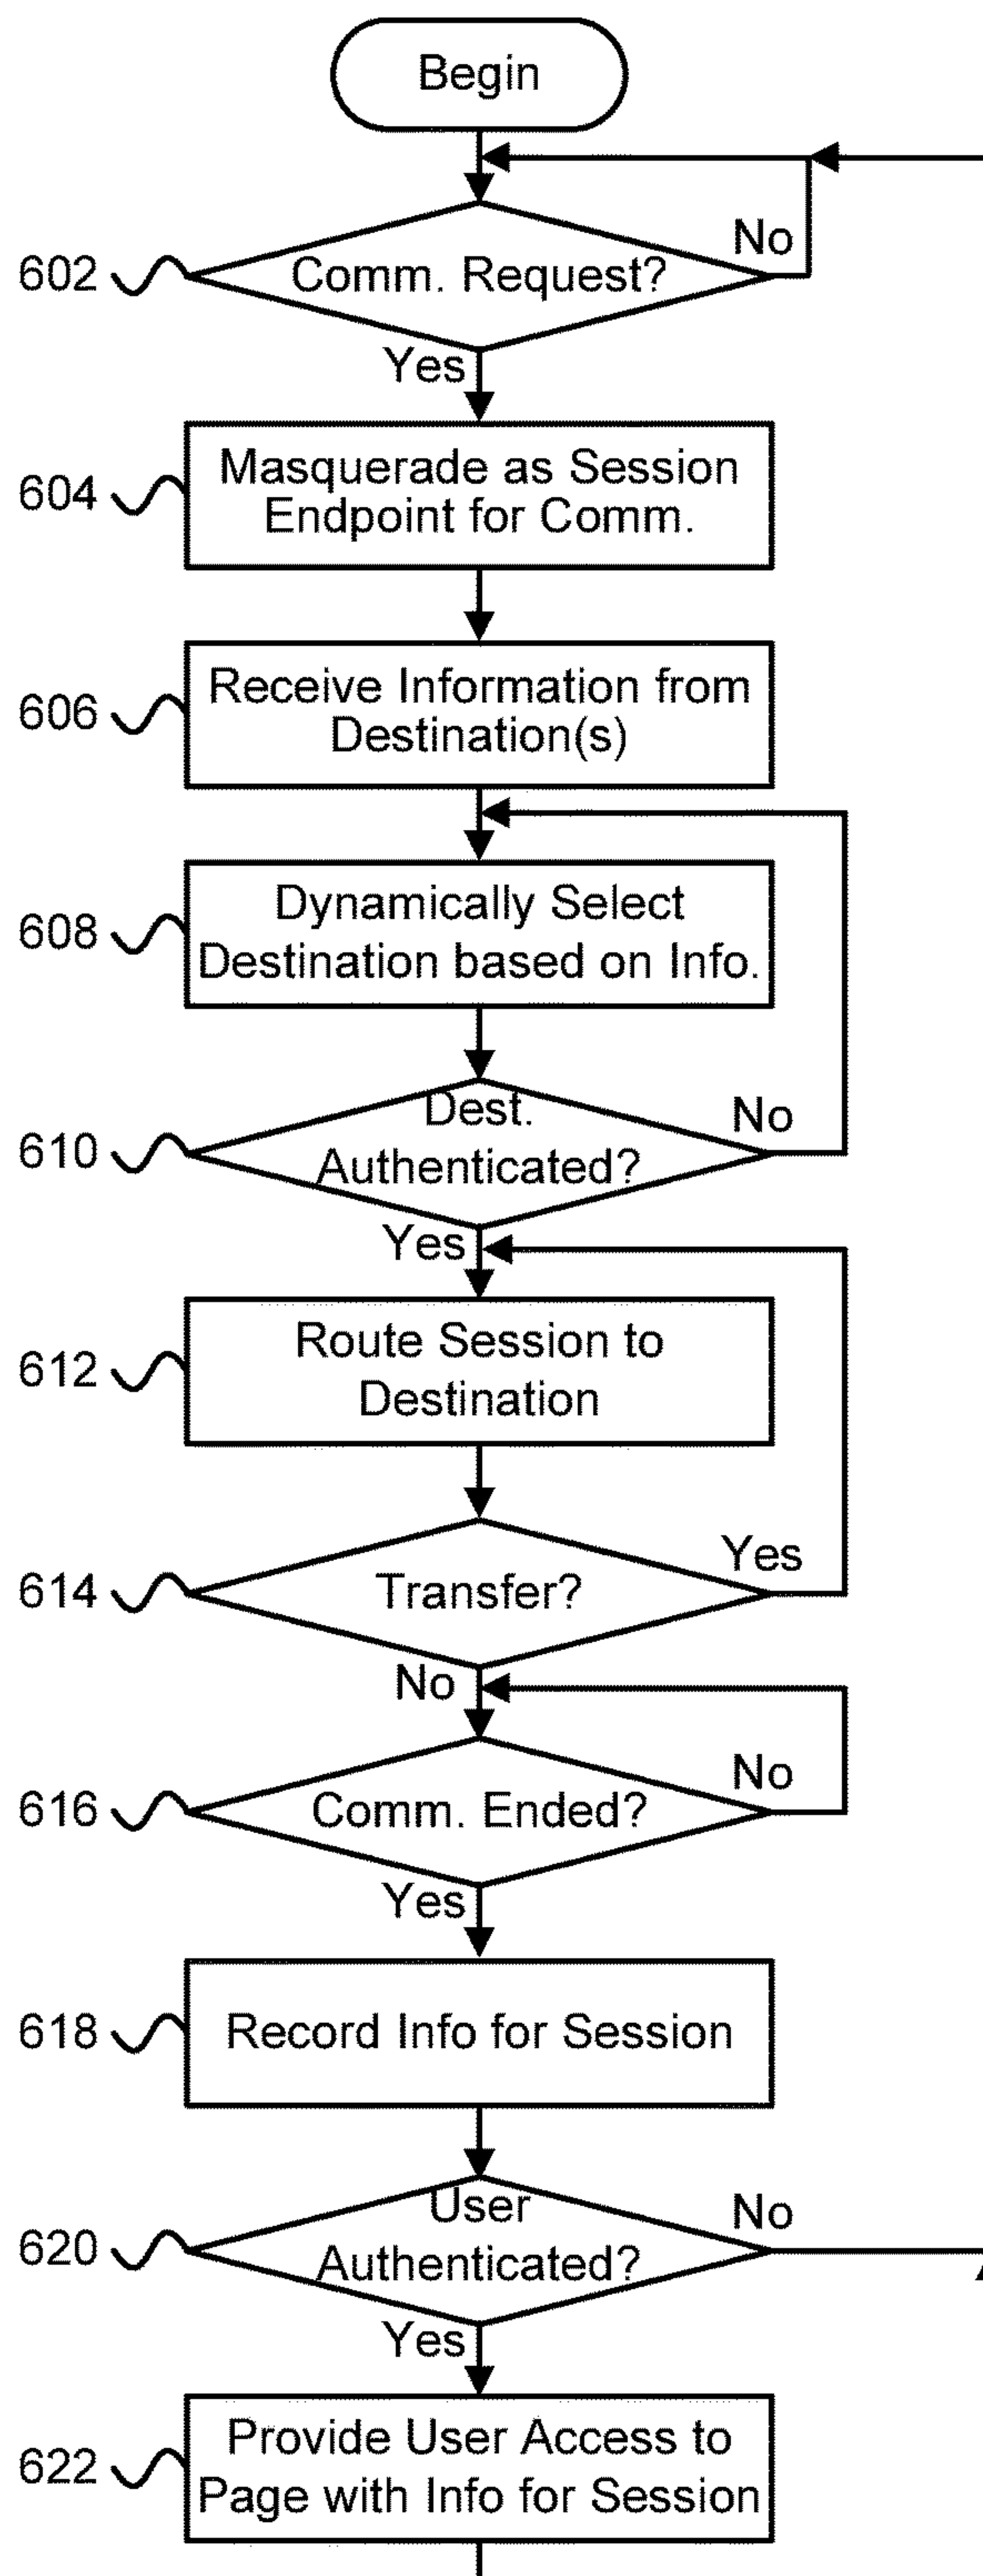 Begin
No
602
Comm. Request?
Yes
604
Masquerade as Session
Endpoint for Comm.
606
Receive Information from
Destination(s)
608
Dynamically Select
Destination based on Info.
610
Dest.
Authenticated?
No
Yes
612
Route Session to
Destination
614
Transfer?
Yes
No
616
Comm. Ended?
No
Yes
618
Record Info for Session
620
User
Authenticated?
No
Yes
622
Provide User Access to
Page with Info for Session